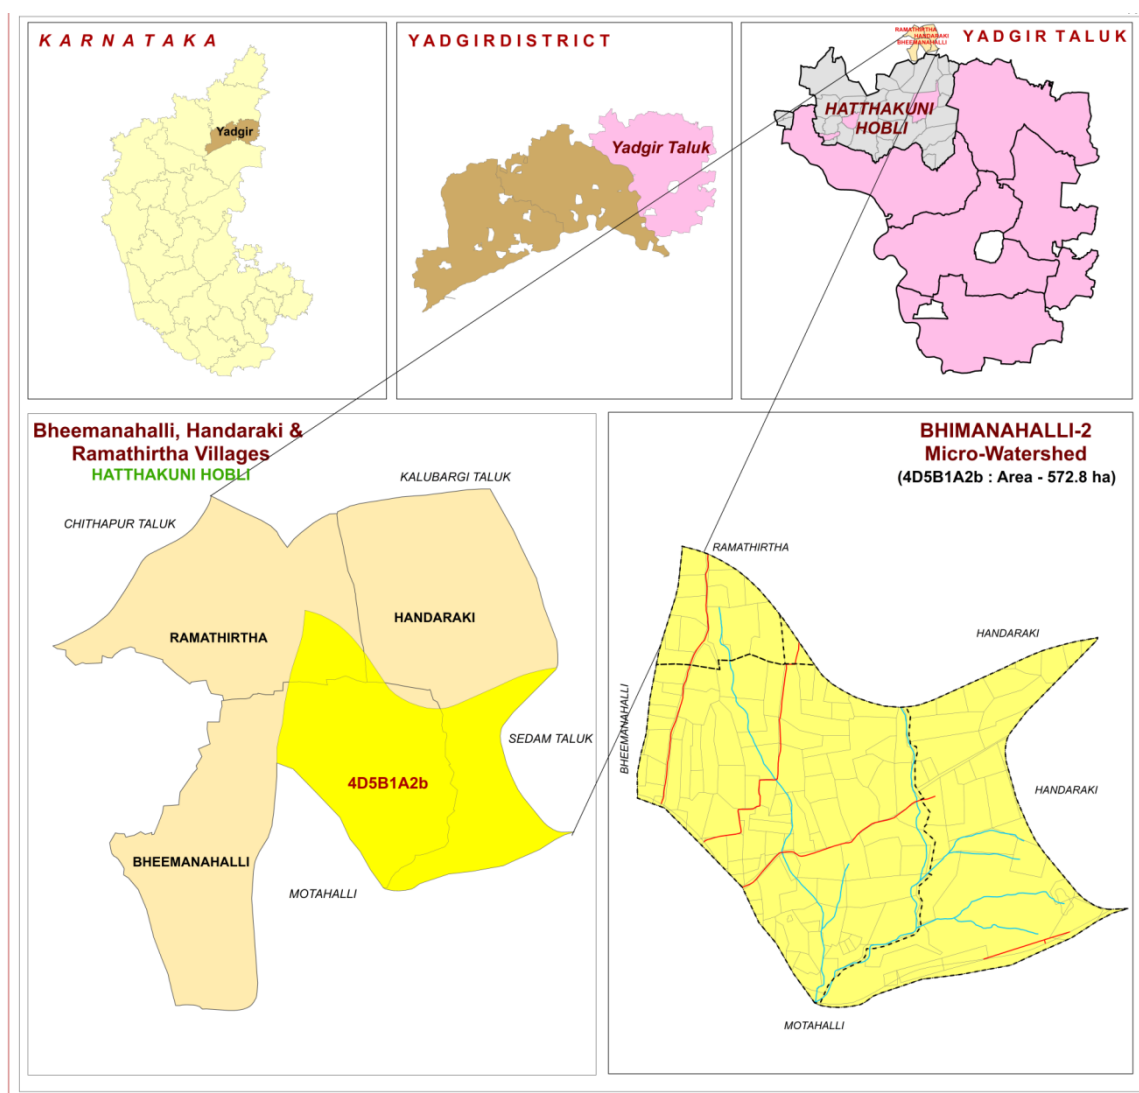 KARNATAKA
Yadgir
YADGIRDISTRICT
Yadgir Taluk
RAMATHIRTHA
HANDARAKI
BHEEMANAHALLI
YADGIR TALUK
HATTHAKUNI
HOBLI
Bheemanahalli, Handaraki &
Ramathirtha Villages
HATTHAKUNI HOBLI
KALUBARGI TALUK
CHITHAPUR TALUK
RAMATHIRTHA
HANDARAKI
SEDAM TALUK
4D5B1A2b
BHEEMANAHALLI
MOTAHALLI
BHIMANAHALLI-2
Micro-Watershed
(4D5B1A2b : Area - 572.8 ha)
RAMATHIRTHA
HANDARAKI
BHEEMANAHALLI
HANDARAKI
MOTAHALLI